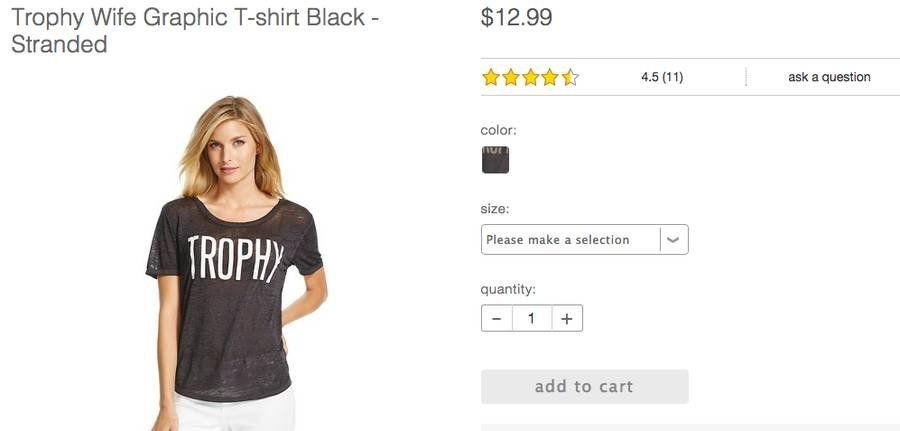 Trophy Wife Graphic T-shirt Black -
Stranded
TROPHY
$12.99
4.5 (11)
ask a question
color:
size:
Please make a selection
quantity:
− 1 +
add to cart